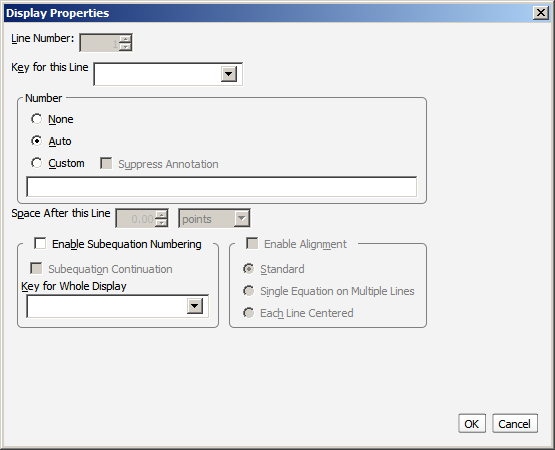 Display Properties
Line Number: 1
Key for this Line
Number
None
Auto
Custom Suppress Annotation
Space After this Line 0.00 points
Enable Subequation Numbering Enable Alignment
Subequation Continuation Standard
Key for Whole Display Single Equation on Multiple Lines
Each Line Centered
OK Cancel